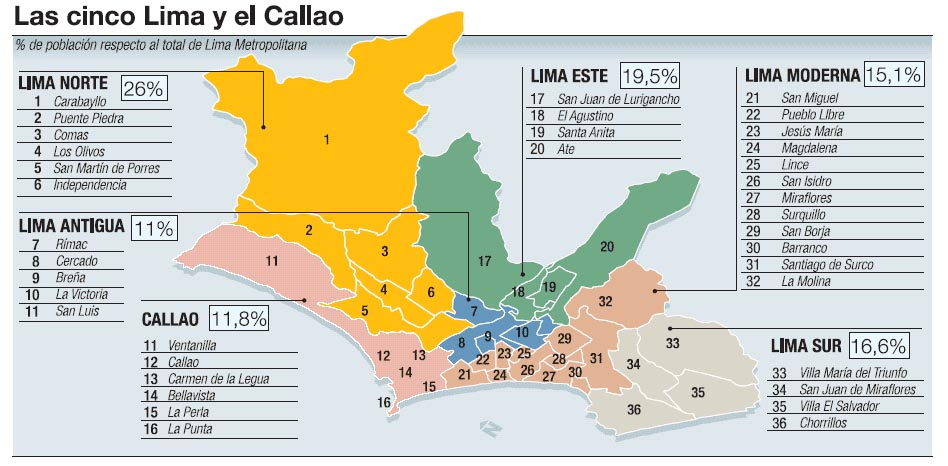 Las cinco Lima y el Callao
% de población respecto al total de Lima Metropolitana
LIMA NORTE 26%
1 Carabayllo
2 Puente Piedra
3 Comas
4 Los Olivos
5 San Martín de Porres
6 Independencia
LIMA ANTIGUA 11%
7 Rímac
8 Cercado
9 Breña
10 La Victoria
11 San Luis
CALLAO 11,8%
11 Ventanilla
12 Callao
13 Carmen de la Legua
14 Bellavista
15 La Perla
16 La Punta
LIMA ESTE 19,5%
17 San Juan de Lurigancho
18 El Agustino
19 Santa Anita
20 Ate
LIMA MODERNA 15,1%
21 San Miguel
22 Pueblo LIbre
23 Jesús María
24 Magdalena
25 Lince
26 San Isidro
27 Miraflores
28 Surquillo
29 San Borja
30 Barranco
31 Santiago de Surco
32 La Molina
LIMA SUR 16,6%
33 Villa María del Triunfo
34 San Juan de Miraflores
35 Villa El Salvador
36 Chorrillos
1
2
3
4
5
6
11
17
20
18
19
7
8
9
10
32
12
13
14
15
16
21
22
23
24
25
26
27
28
29
30
31
33
34
35
36
N